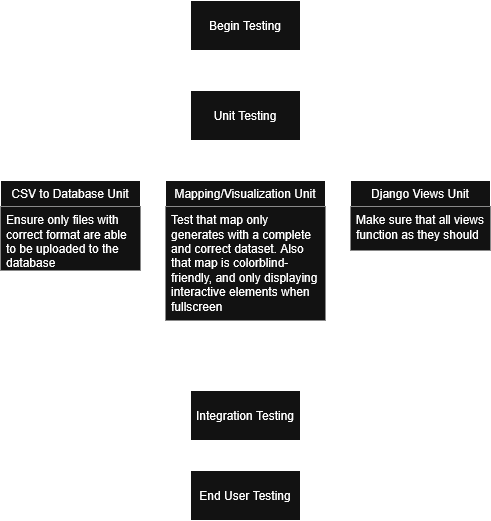 Begin Testing
Unit Testing
CSV to Database Unit
Ensure only files with
correct format are able
to be uploaded to the
database
Mapping/Visualization Unit
Test that map only
generates with a complete
and correct dataset. Also
that map is colorblind-
friendly, and only displaying
interactive elements when
fullscreen
Django Views Unit
Make sure that all views
function as they should
Integration Testing
End User Testing